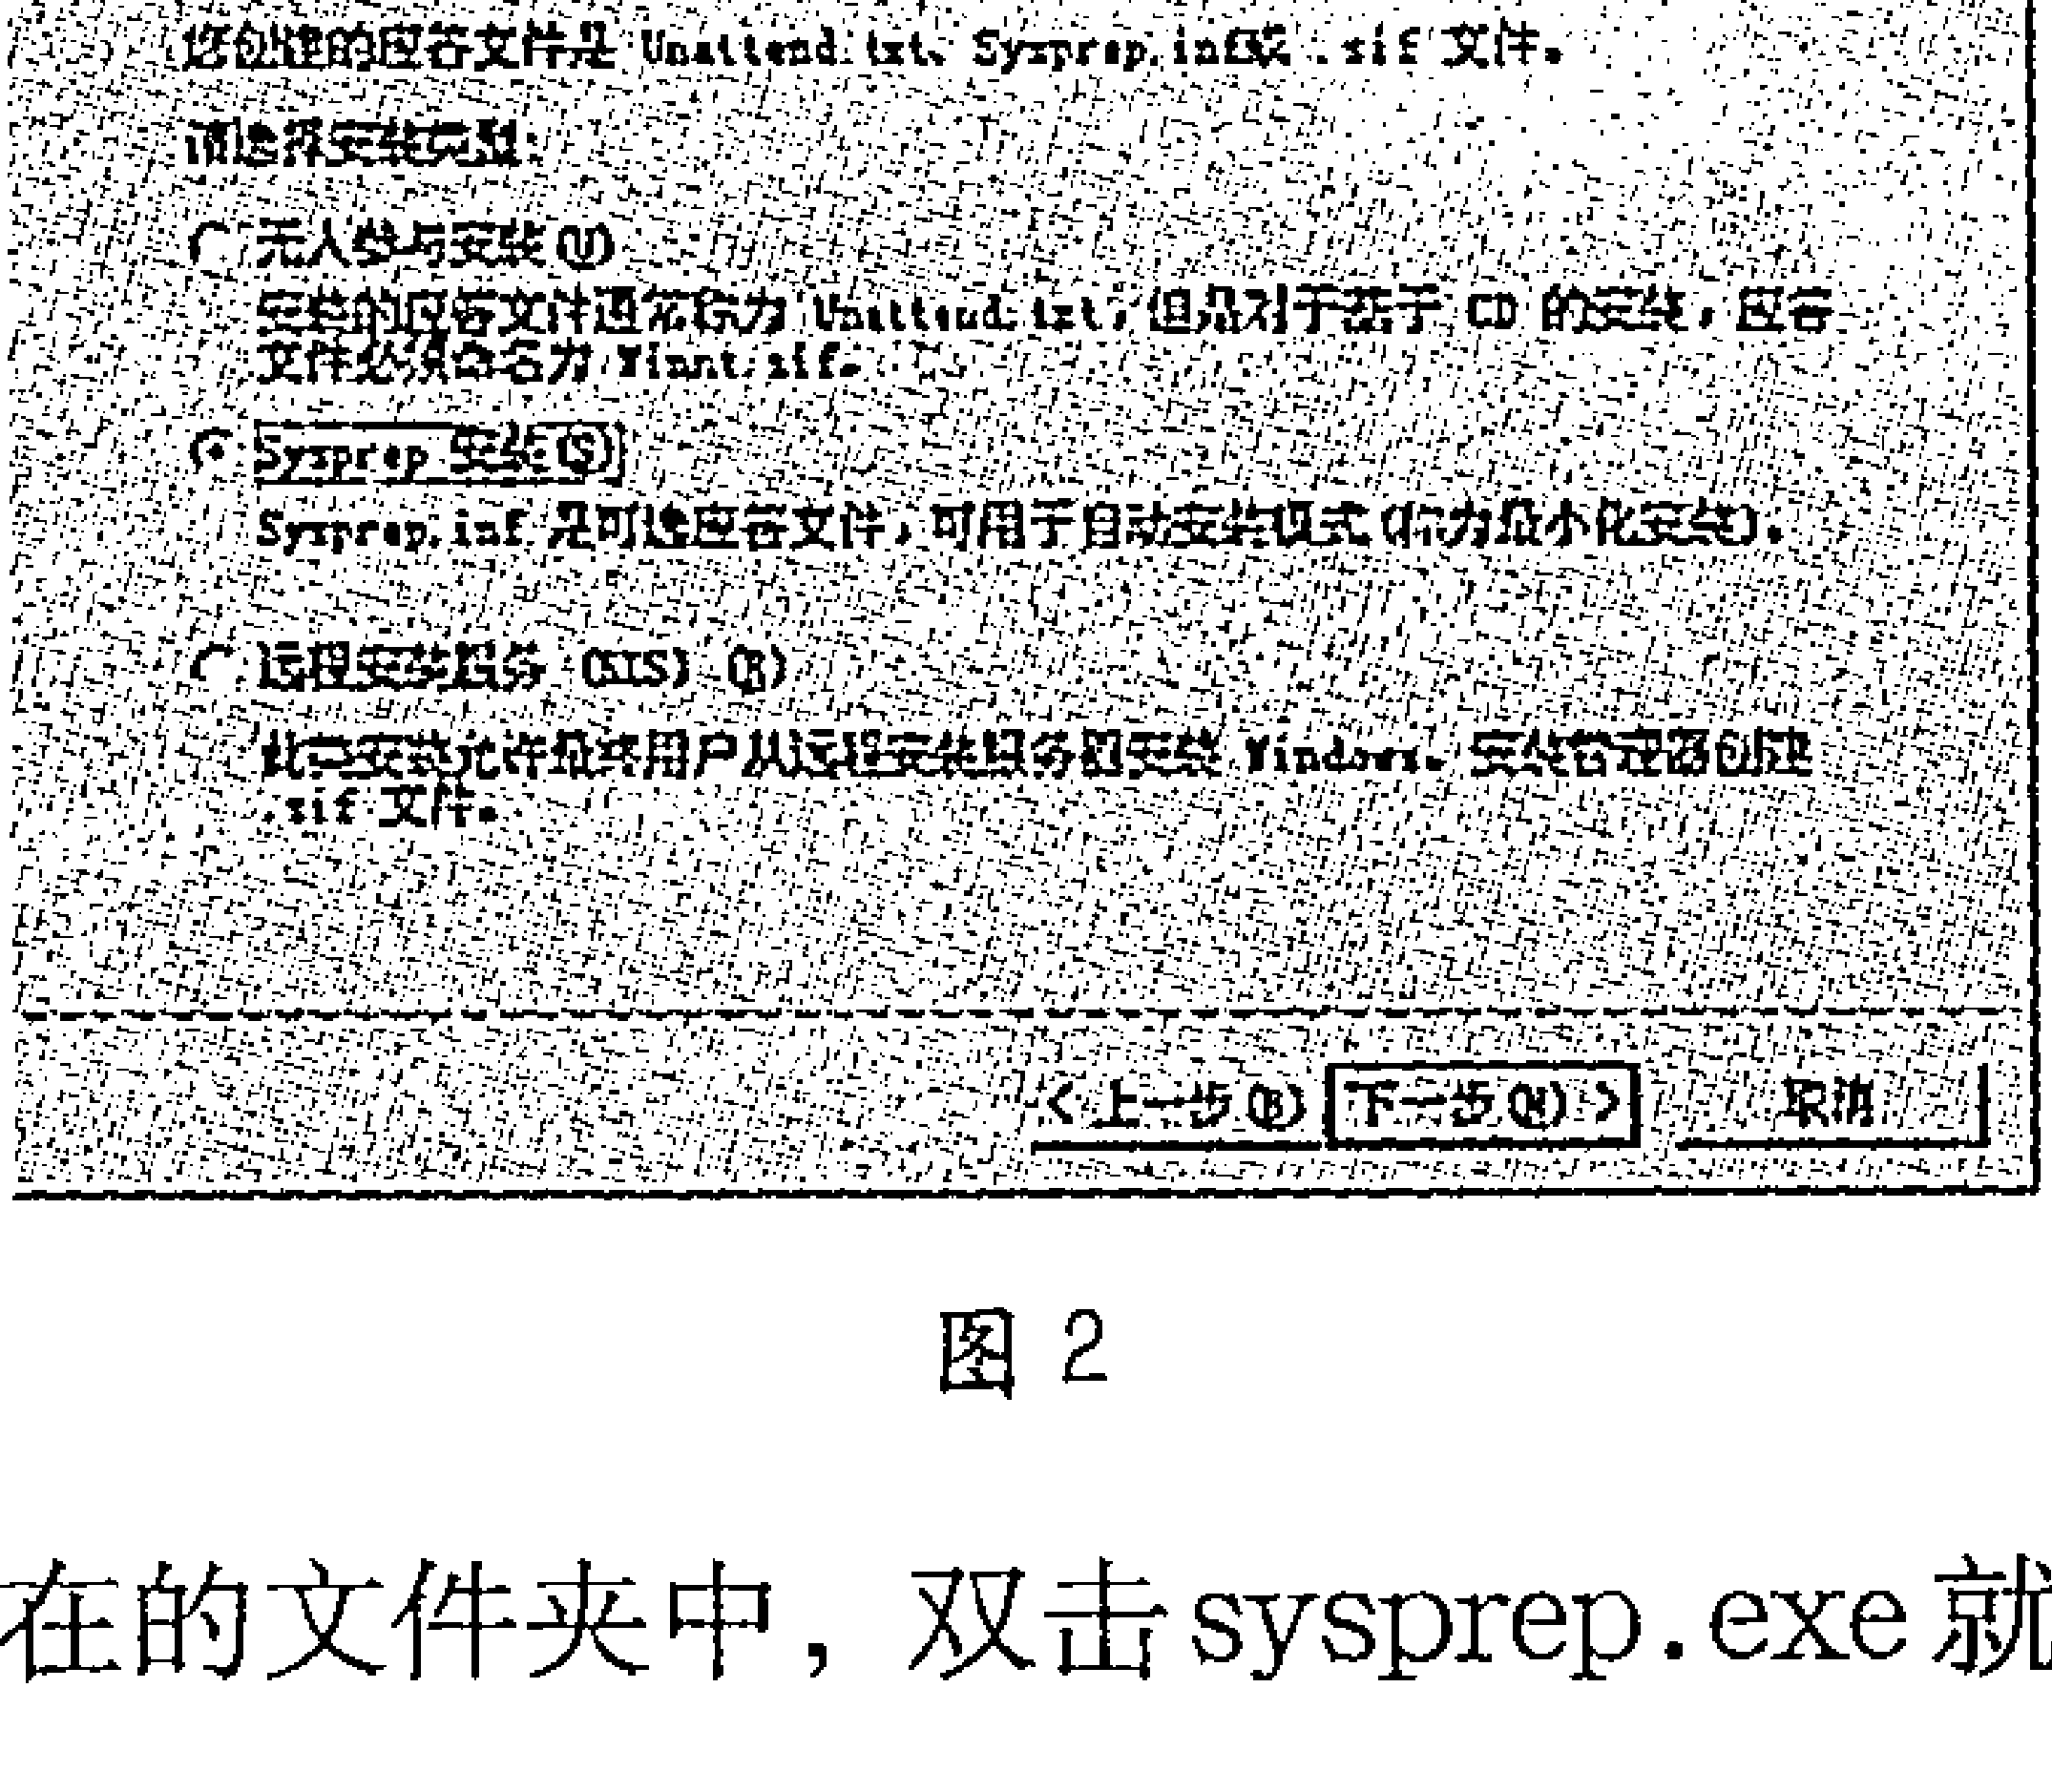 您创建的应答文件是 Unattend.txt、Sysprep.inf或 .sif 文件。
请选择安装类型:
无人参与安装(U)
安装的应答文件通常称为 Unattend.txt，但是对于基于 CD 的安装，应答
文件必须命名为 Winnt.sif。
Sysprep 安装(S)
Sysprep.inf 是可选应答文件，可用于自动安装模式(称为最小化安装)。
远程安装服务 (RIS) (R)
此 安装允许最终用户从远程安装服务器安装 Windows。安装管理器创建
.sif 文件。
< 上一步(B) 下一步(N) > 取消
图 2
在的文件夹中，双击sysprep.exe就